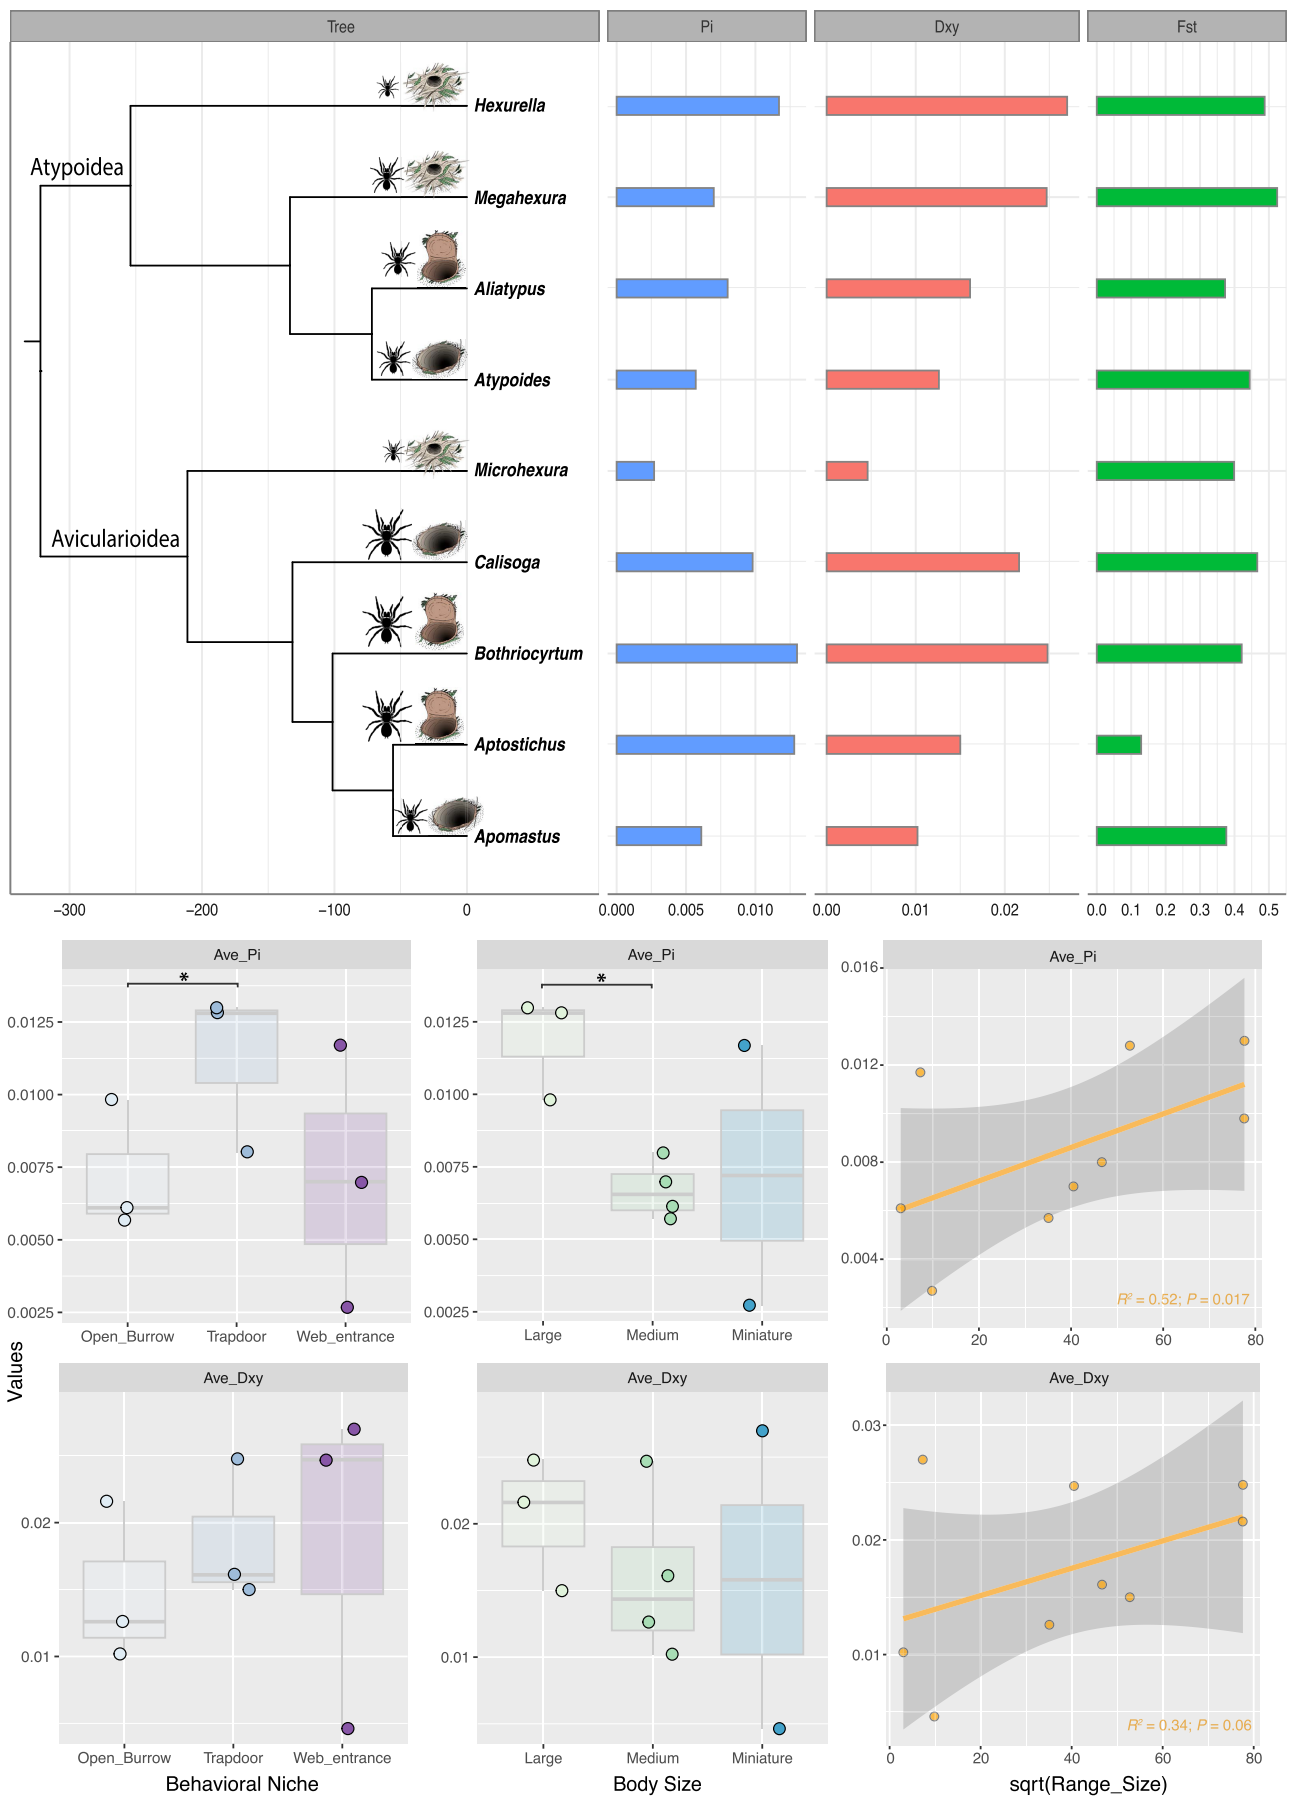 Tree Pi Dxy Fst
Hexurella
Atypoidea
Megahexura
Aliatypus
Atypoides
Microhexura
Avicularioidea
Calisoga
Bothriocyrtum
Aptostichus
Apomastus
−300 −200 −100 0 0.000 0.005 0.010 0.00 0.01 0.02 0.0 0.1 0.2 0.3 0.4 0.5
Values
Ave_Pi
*
0.0125
0.0100
0.0075
0.0050
0.0025
Open_Burrow Trapdoor Web_entrance
Ave_Pi
*
0.0125
0.0100
0.0075
0.0050
0.0025
Large Medium Miniature
Ave_Pi
0.016
0.012
0.008
0.004
R² = 0.52; P = 0.017
0 20 40 60 80
Ave_Dxy
0.02
0.01
Open_Burrow Trapdoor Web_entrance
Behavioral Niche
Ave_Dxy
0.02
0.01
Large Medium Miniature
Body Size
Ave_Dxy
0.03
0.02
0.01
R² = 0.34; P = 0.06
0 20 40 60 80
sqrt(Range_Size)